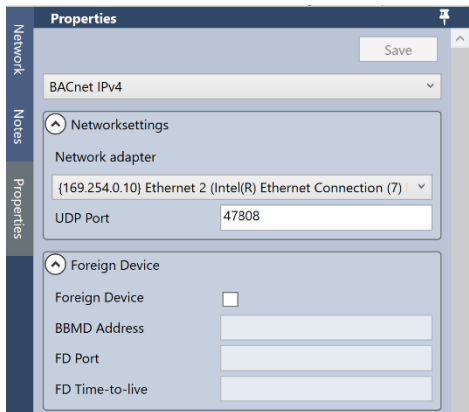 Properties
Network
Notes
Properties
Save
BACnet IPv4
Networksettings
Network adapter
{169.254.0.10} Ethernet 2 (Intel(R) Ethernet Connection (7)
UDP Port
47808
Foreign Device
Foreign Device
BBMD Address
FD Port
FD Time-to-live